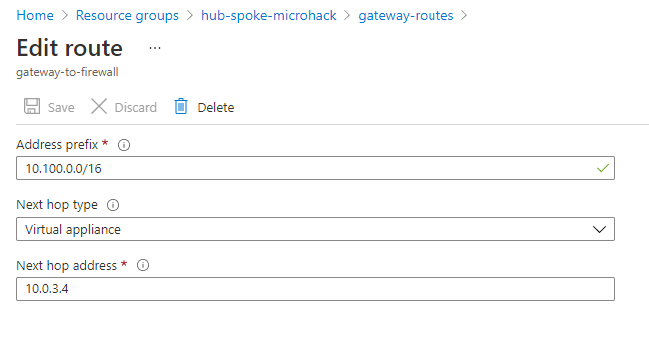 Home > Resource groups > hub-spoke-microhack > gateway-routes >
Edit route ...
gateway-to-firewall
Save Discard Delete
Address prefix *
10.100.0.0/16
Next hop type
Virtual appliance
Next hop address *
10.0.3.4